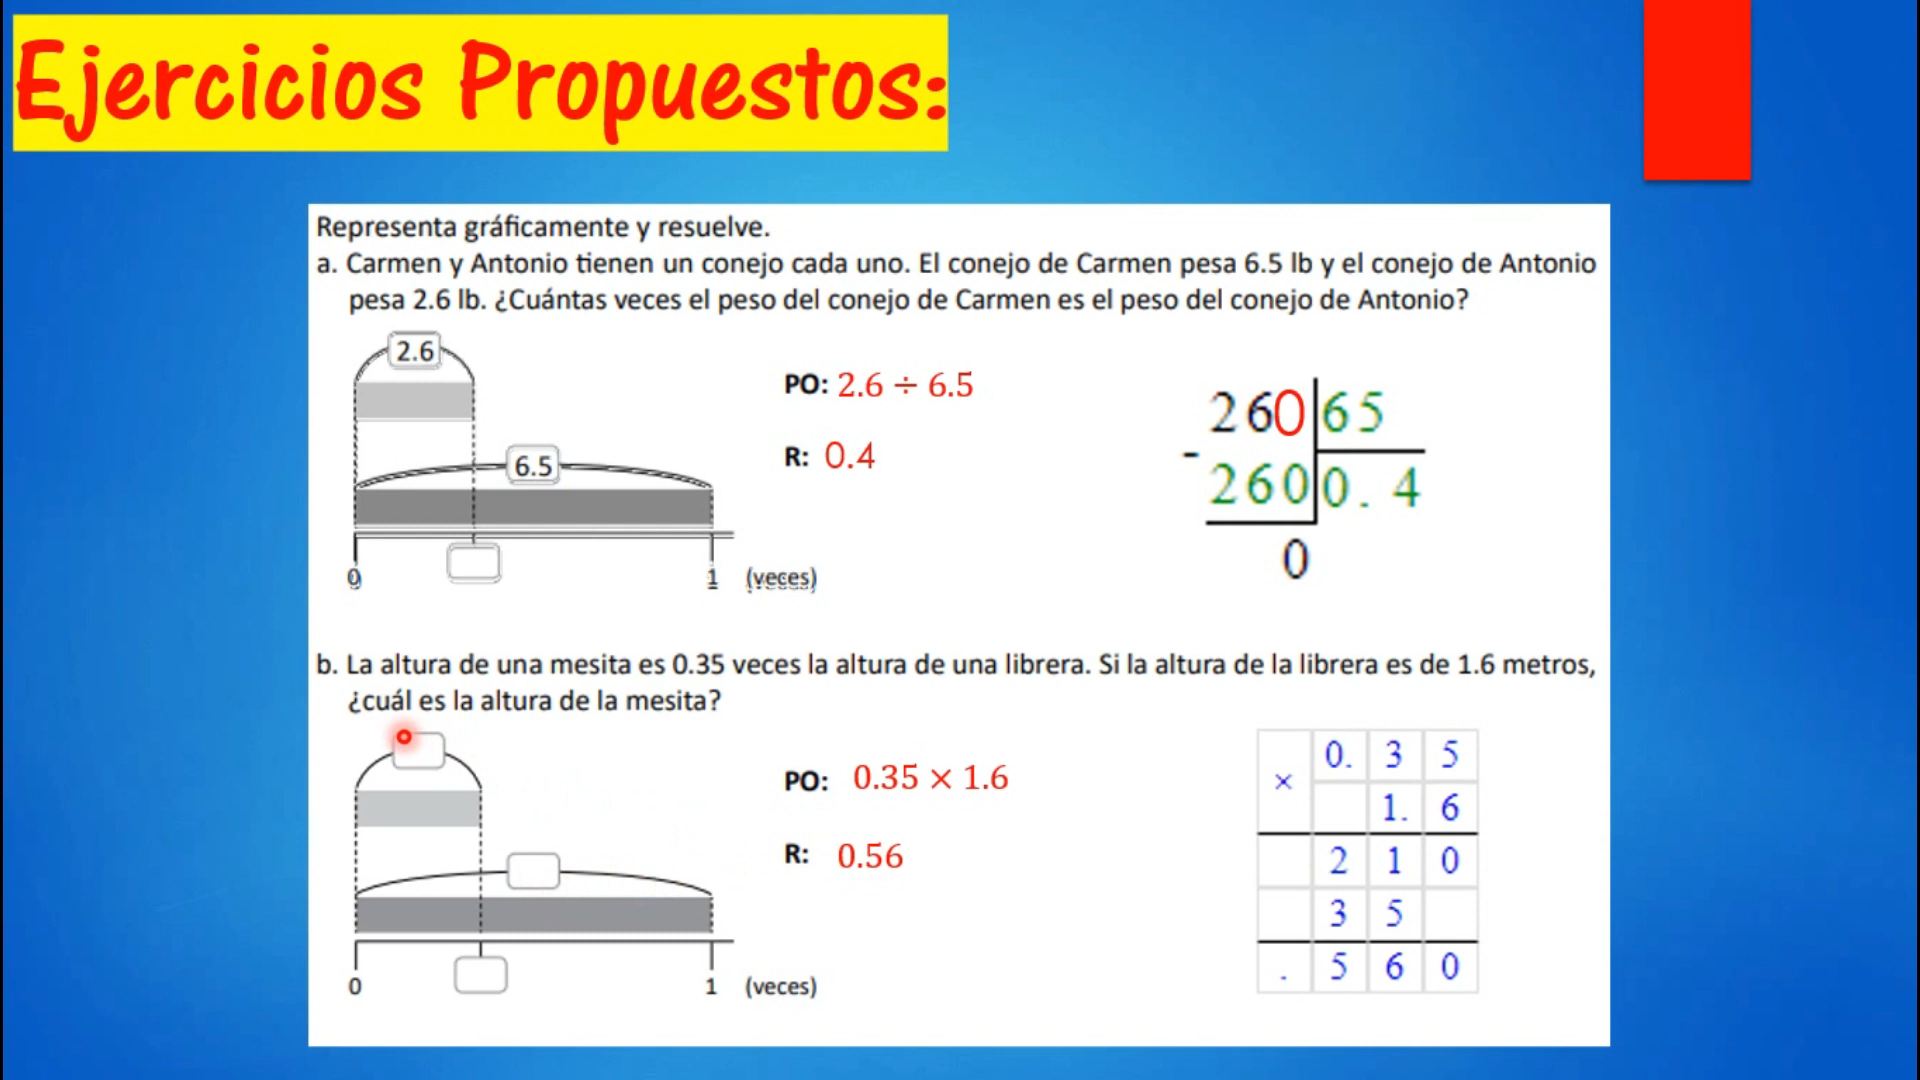 Ejercicios Propuestos:
Representa gráficamente y resuelve.
a. Carmen y Antonio tienen un conejo cada uno. El conejo de Carmen pesa 6.5 lb y el conejo de Antonio
pesa 2.6 lb. ¿Cuántas veces el peso del conejo de Carmen es el peso del conejo de Antonio?
2.6
6.5
0 1 (veces)
PO: 2.6 ÷ 6.5
R: 0.4
260 65
- 260 0. 4
0
b. La altura de una mesita es 0.35 veces la altura de una librera. Si la altura de la librera es de 1.6 metros,
¿cuál es la altura de la mesita?
0 1 (veces)
PO: 0.35 × 1.6
R: 0.56
0. 3 5
× 1. 6
2 1 0
3 5
. 5 6 0